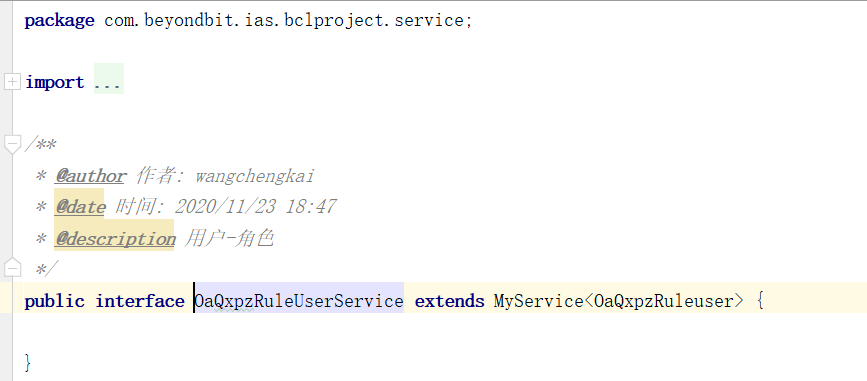 package com.beyondbit.ias.bclproject.service;
import ...
/**
* @author 作者: wangchengkai
* @date 时间: 2020/11/23 18:47
* @description 用户-角色
*/
public interface OaQxpzRuleUserService extends MyService<OaQxpzRuleuser> {
}